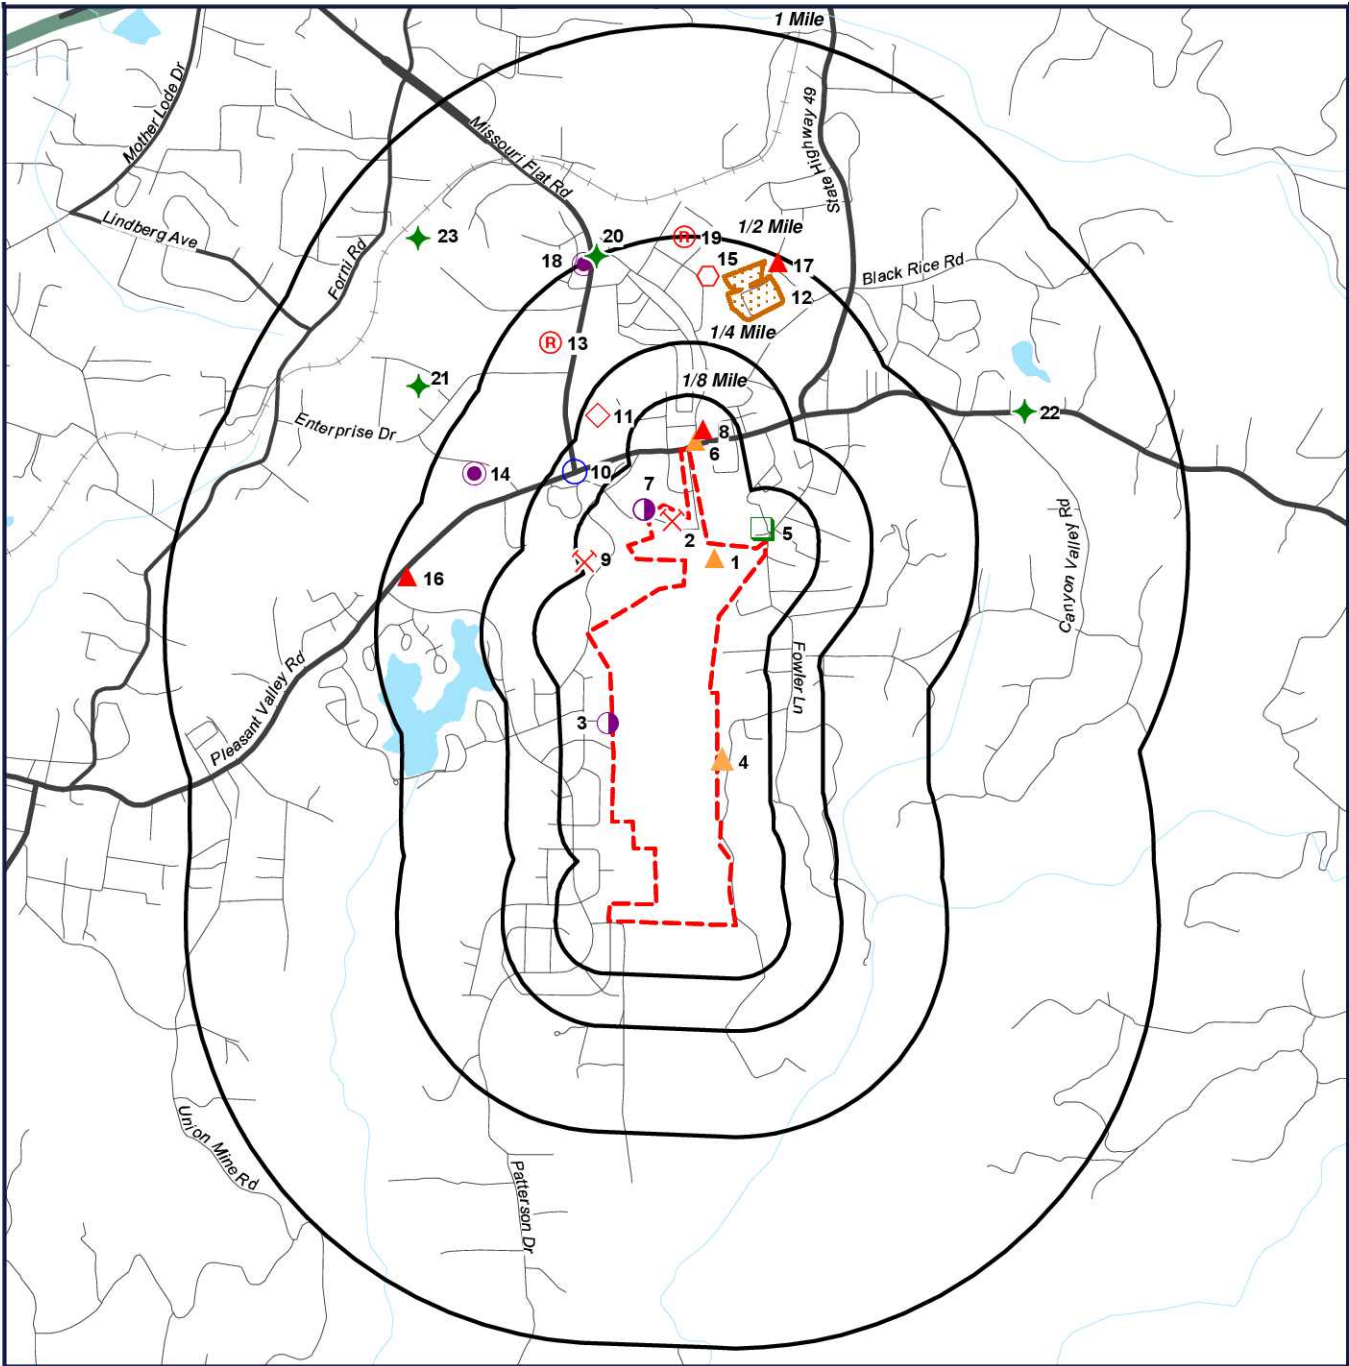 1 Mile
Mother Lode Dr
Missouri Flat Rd
State Highway 49
Lindberg Ave
Forni Rd
23
20
R 19
1/2 Mile
18
15
17
Black Rice Rd
12
1/4 Mile
R 13
1/8 Mile
21
22
Enterprise Dr
11
8
6
10
14
7
2
5
9
1
16
Canyon Valley Rd
Pleasant Valley Rd
Fowler Ln
3
4
Union Mine Rd
Patterson Dr